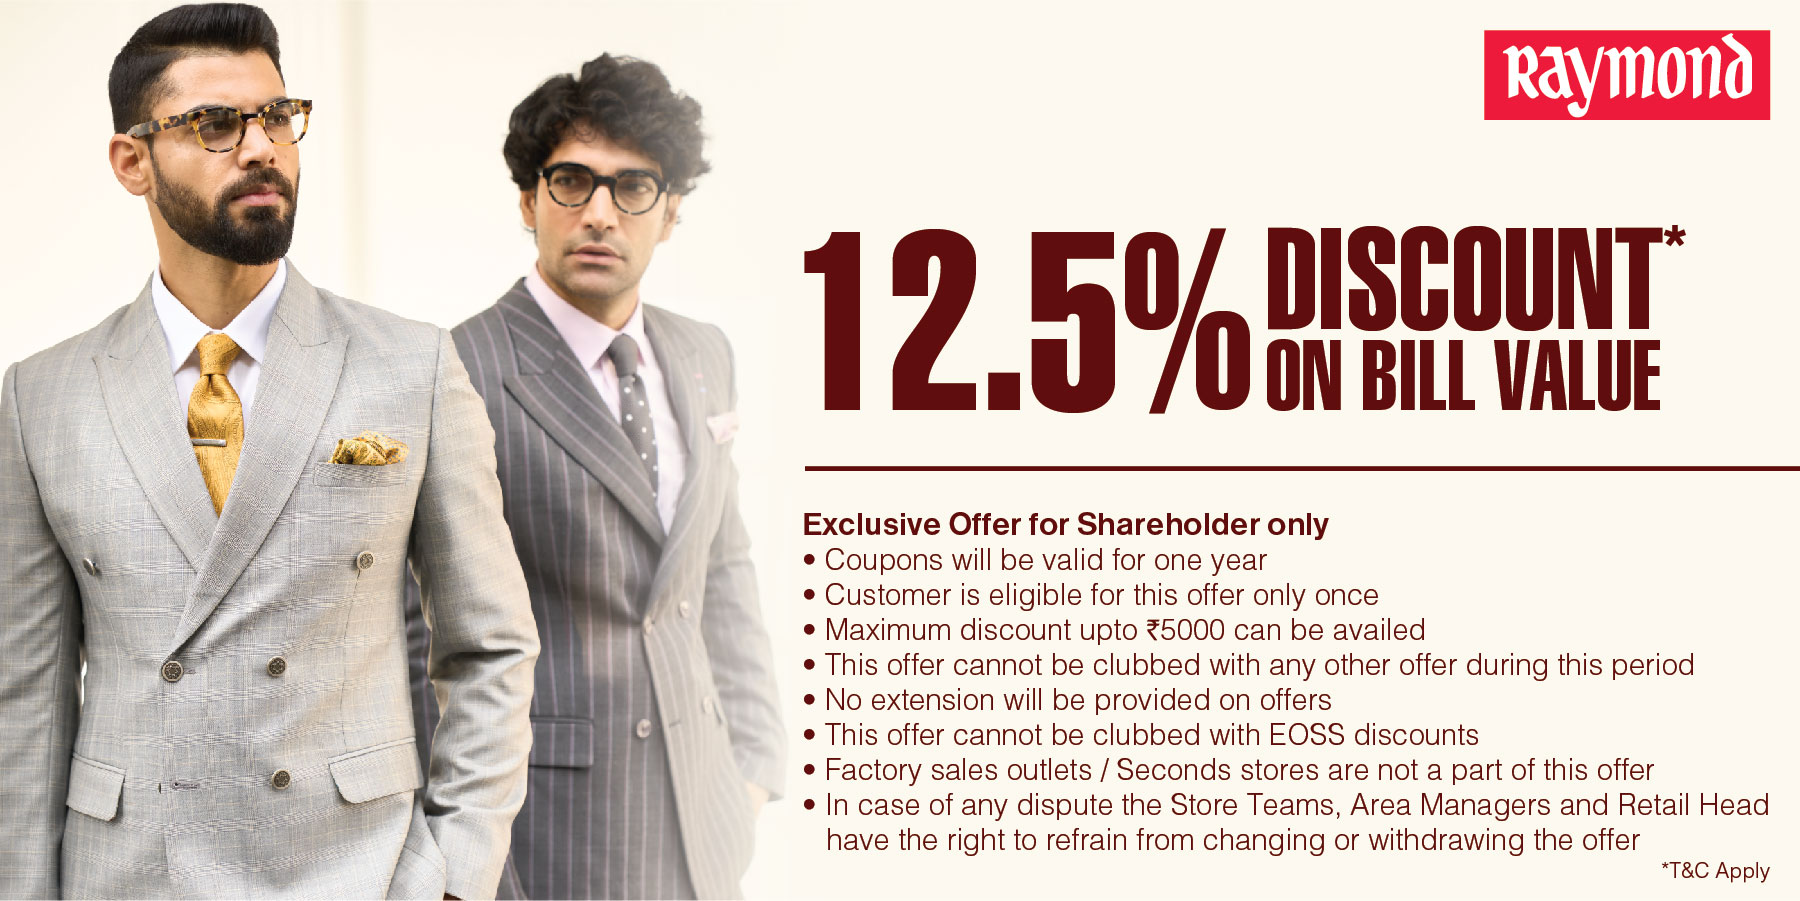 Raymond
12.5% DISCOUNT*
ON BILL VALUE
Exclusive Offer for Shareholder only
• Coupons will be valid for one year
• Customer is eligible for this offer only once
• Maximum discount upto ₹5000 can be availed
• This offer cannot be clubbed with any other offer during this period
• No extension will be provided on offers
• This offer cannot be clubbed with EOSS discounts
• Factory sales outlets / Seconds stores are not a part of this offer
• In case of any dispute the Store Teams, Area Managers and Retail Head
have the right to refrain from changing or withdrawing the offer
*T&C Apply